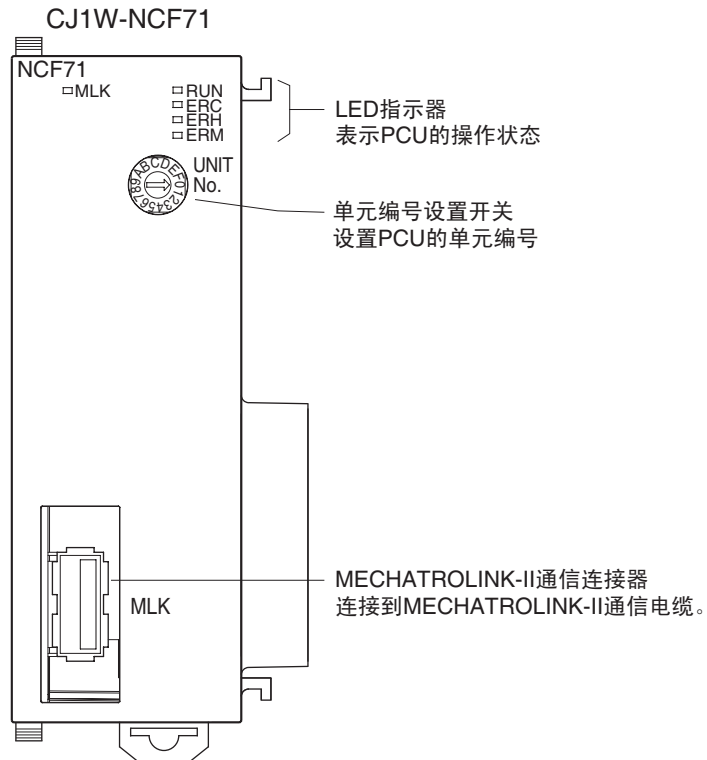 CJ1W-NCF71
NCF71
MLK
RUN
ERC
ERH
ERM
LED指示器
表示PCU的操作状态
UNIT
No.
0123456789ABCDEF
单元编号设置开关
设置PCU的单元编号
MECHATROLINK-II通信连接器
连接到MECHATROLINK-II通信电缆。
MLK